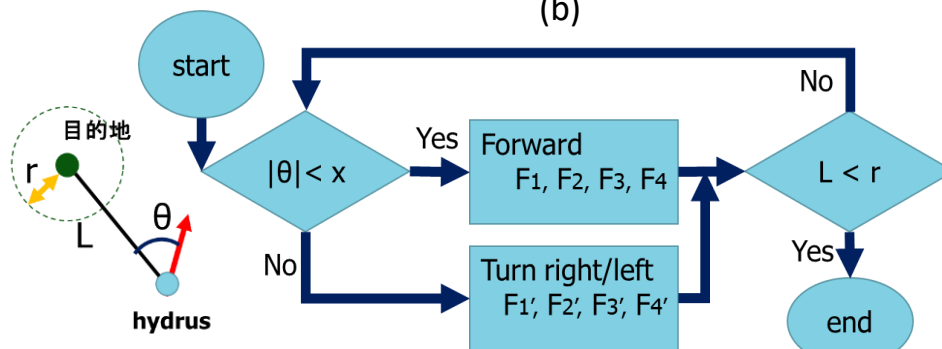 (b)
start
No
目的地
Yes
Forward
F1, F2, F3, F4
r
|θ| < x
L < r
θ
L
No
Turn right/left
F1′, F2′, F3′, F4′
Yes
hydrus
end